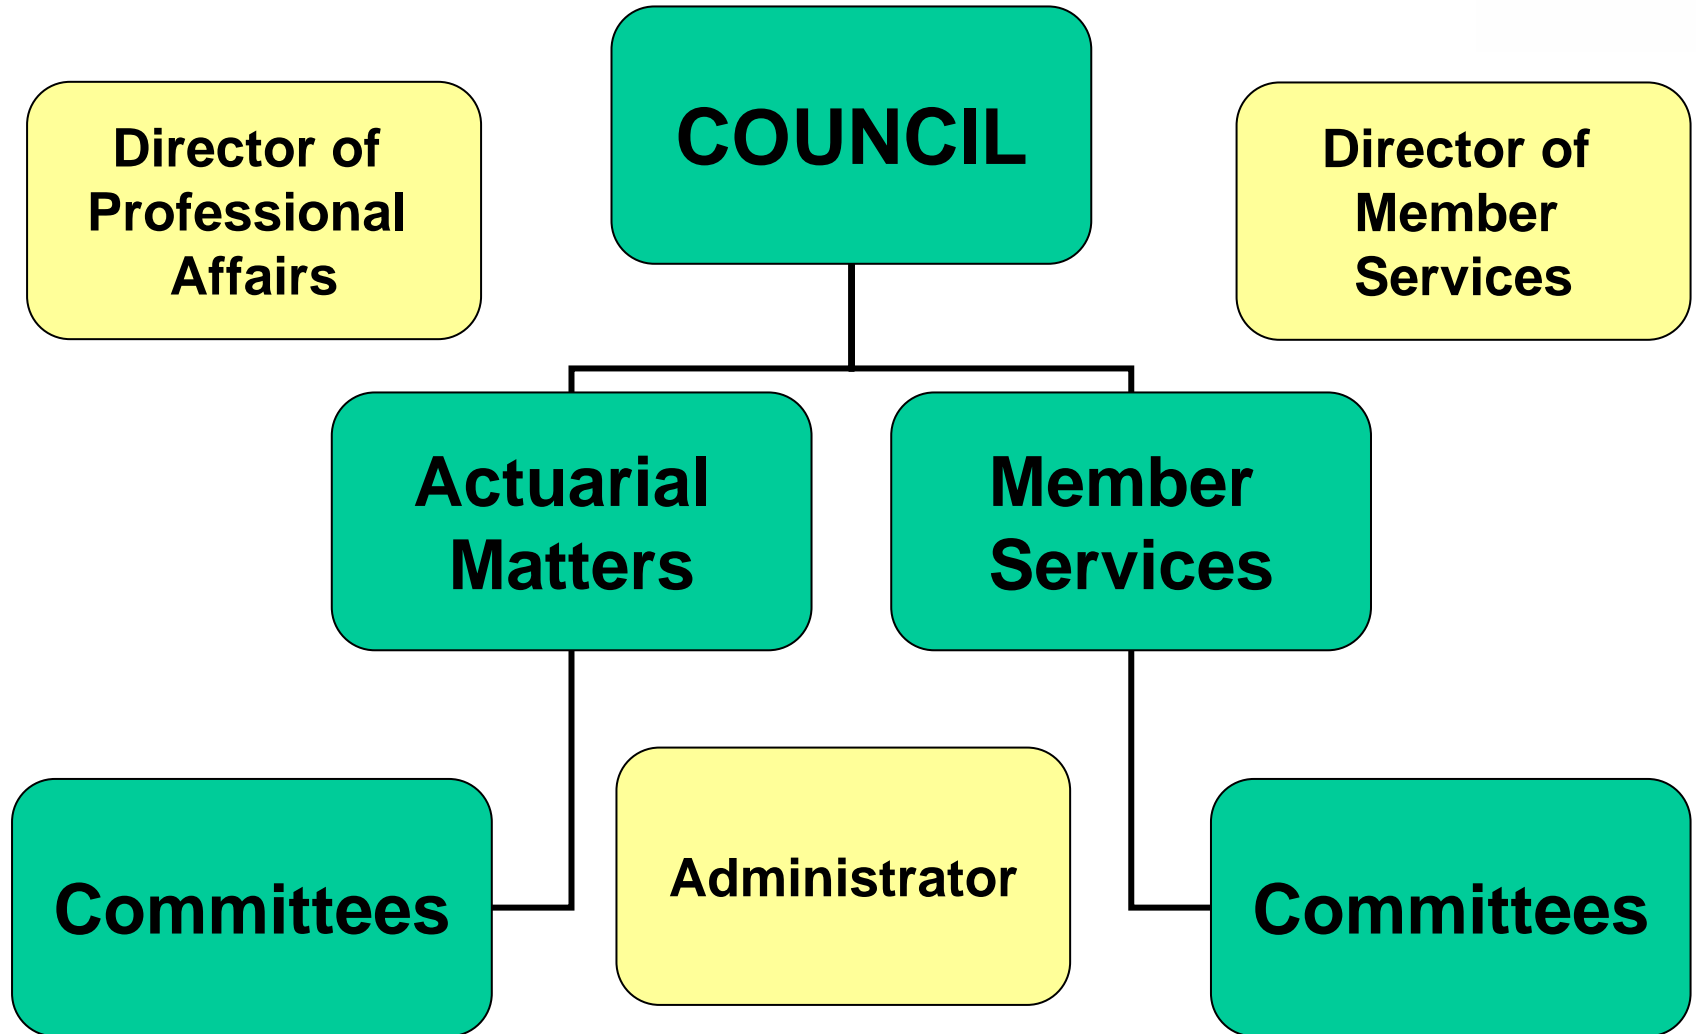 COUNCIL
Director of
Professional
Affairs
Director of
Member
Services
Actuarial
Matters
Member
Services
Committees
Administrator
Committees